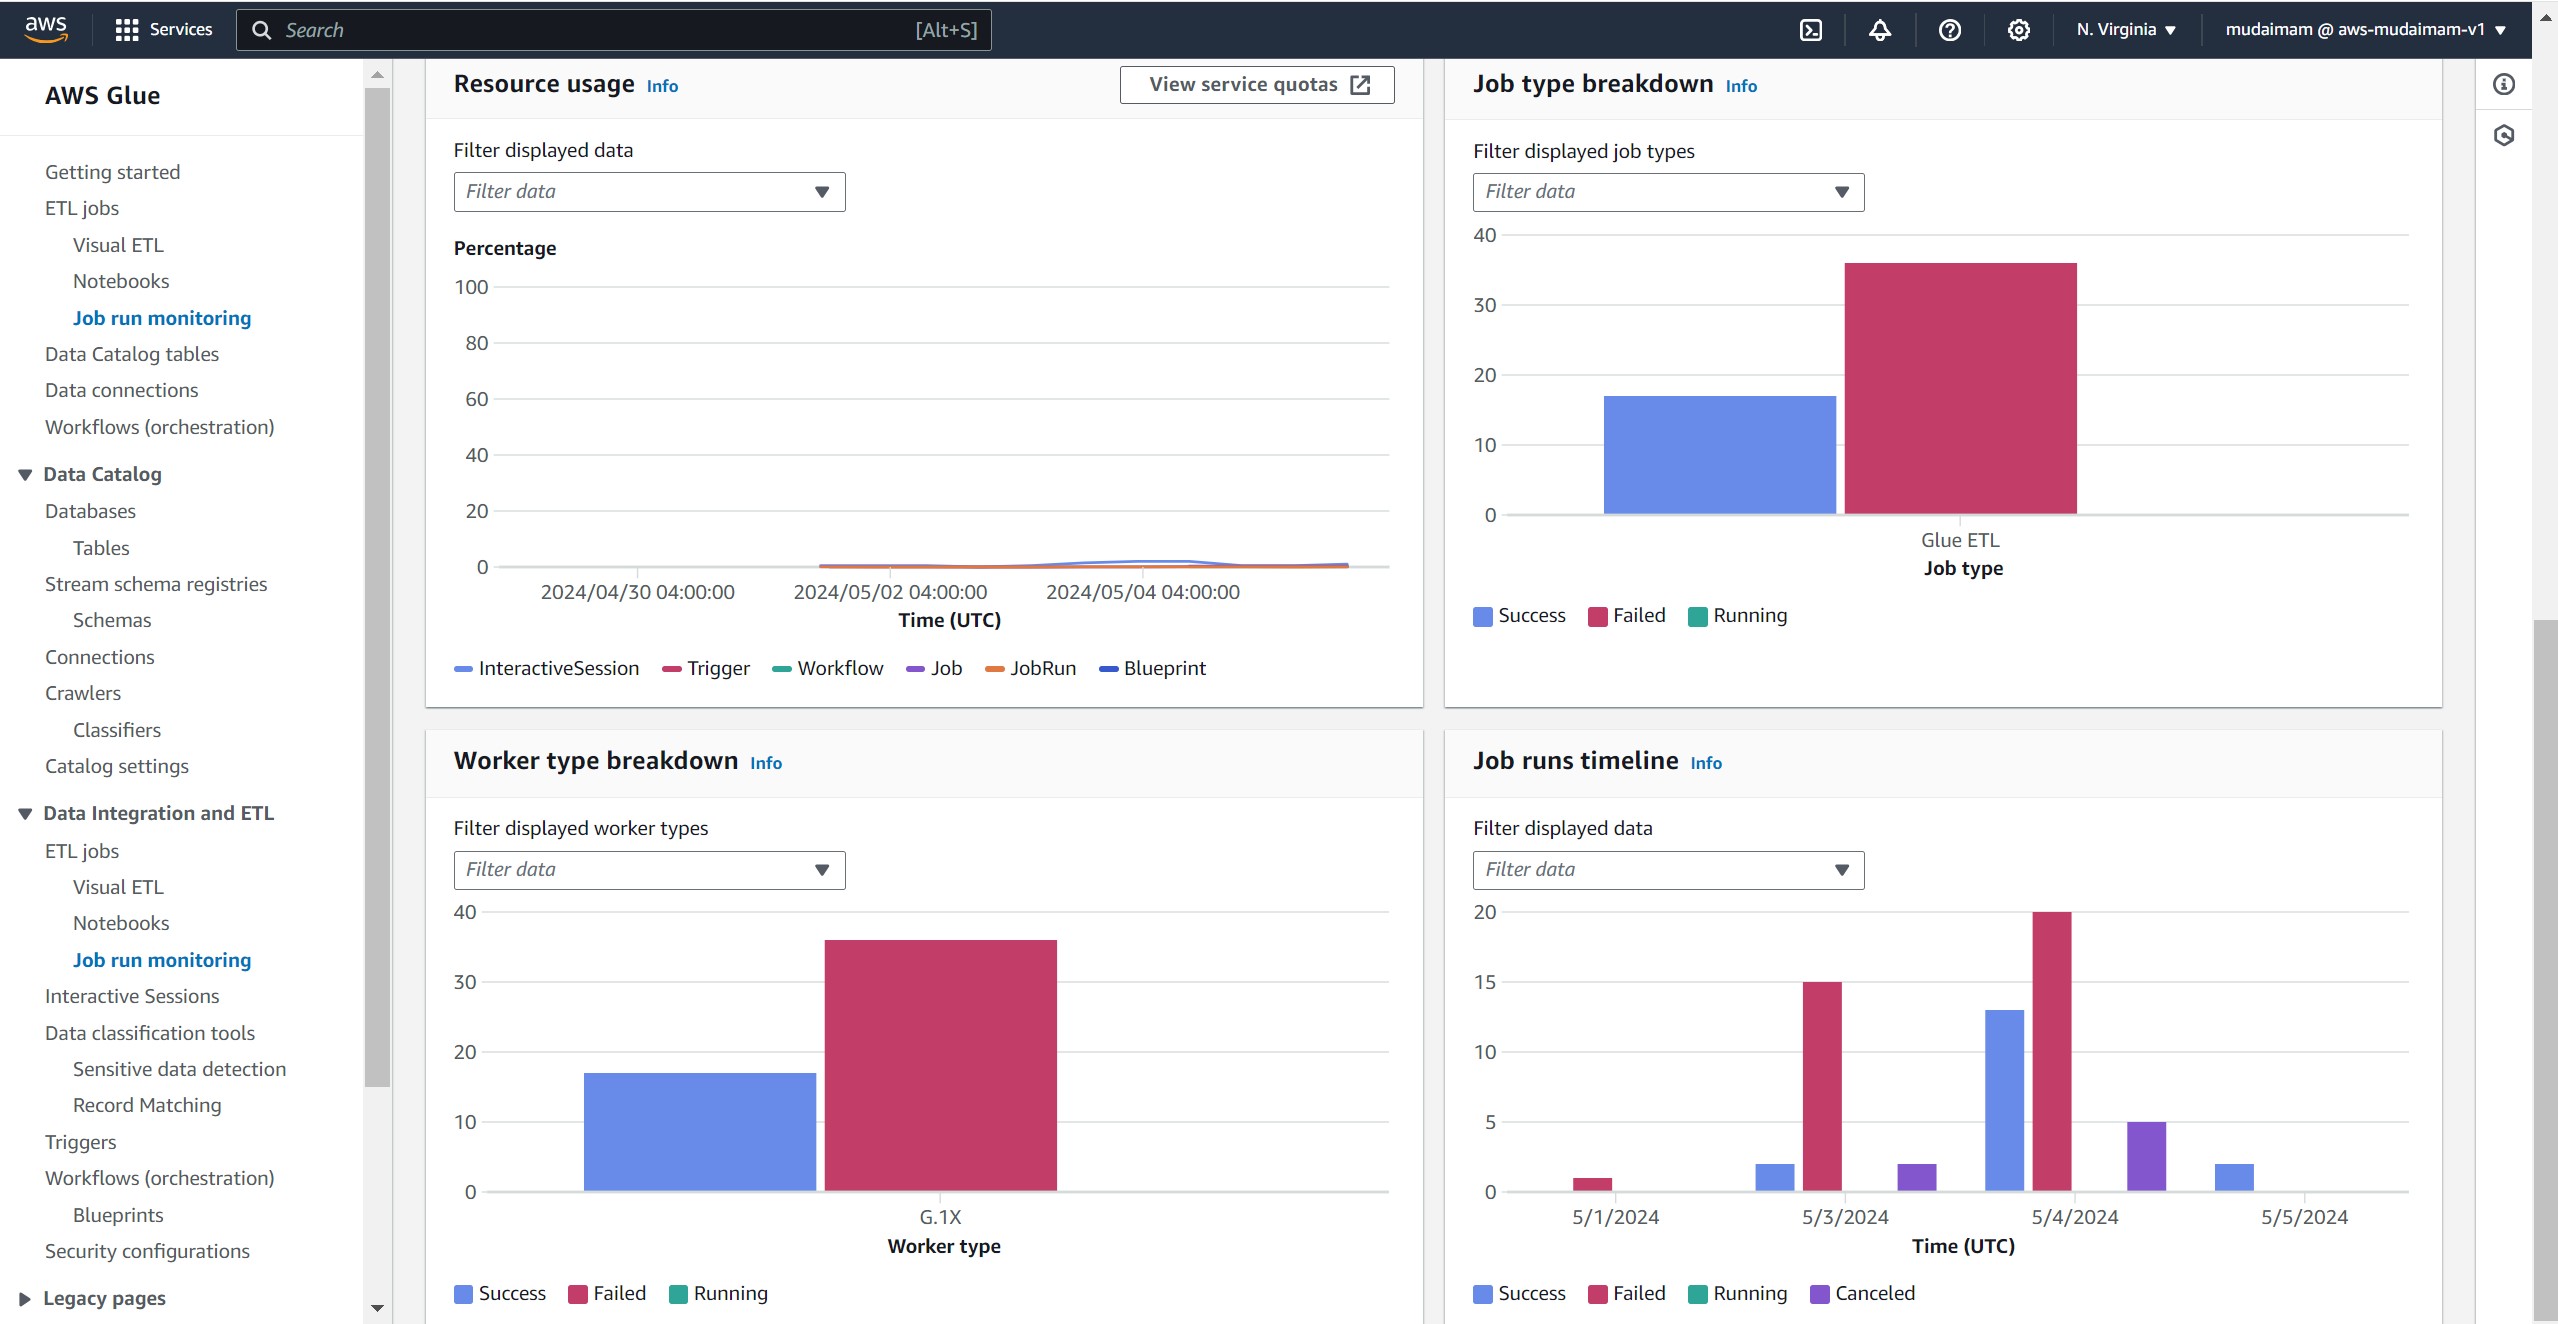 aws
Services
Search
[Alt+S]
N. Virginia
mudaimam @ aws-mudaimam-v1
AWS Glue
Getting started
ETL jobs
Visual ETL
Notebooks
Job run monitoring
Data Catalog tables
Data connections
Workflows (orchestration)
Data Catalog
Databases
Tables
Stream schema registries
Schemas
Connections
Crawlers
Classifiers
Catalog settings
Data Integration and ETL
ETL jobs
Visual ETL
Notebooks
Job run monitoring
Interactive Sessions
Data classification tools
Sensitive data detection
Record Matching
Triggers
Workflows (orchestration)
Blueprints
Security configurations
Legacy pages
Resource usage Info
View service quotas
Filter displayed data
Filter data
Percentage
100
80
60
40
20
0
2024/04/30 04:00:00 2024/05/02 04:00:00 2024/05/04 04:00:00
Time (UTC)
InteractiveSession Trigger Workflow Job JobRun Blueprint
Job type breakdown Info
Filter displayed job types
Filter data
40
30
20
10
0
Glue ETL
Job type
Success Failed Running
Worker type breakdown Info
Filter displayed worker types
Filter data
40
30
20
10
0
G.1X
Worker type
Success Failed Running
Job runs timeline Info
Filter displayed data
Filter data
20
15
10
5
0
5/1/2024 5/3/2024 5/4/2024 5/5/2024
Time (UTC)
Success Failed Running Canceled